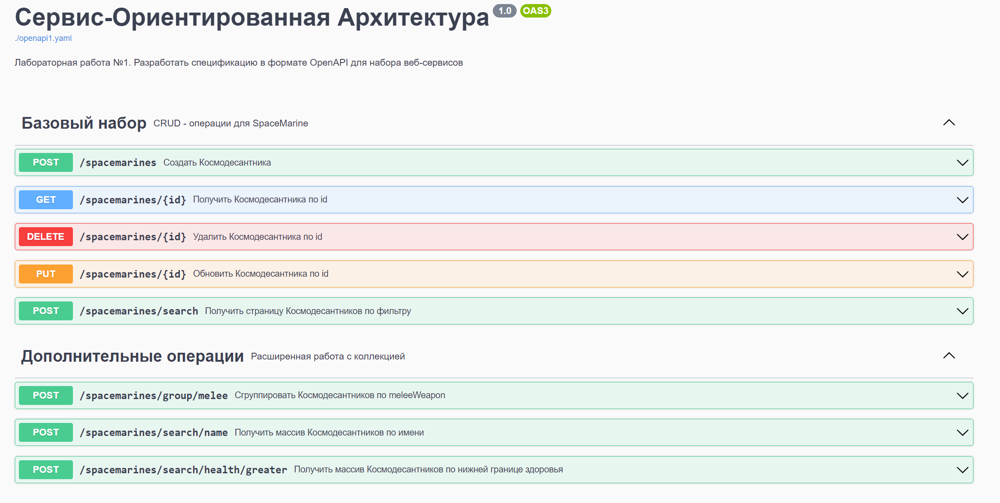 Сервис-Ориентированная Архитектура 1.0 OAS3
./openapi1.yaml
Лабораторная работа №1. Разработать спецификацию в формате OpenAPI для набора веб-сервисов
Базовый набор CRUD - операции для SpaceMarine
POST /spacemarines Создать Космодесантника
GET /spacemarines/{id} Получить Космодесантника по id
DELETE /spacemarines/{id} Удалить Космодесантника по id
PUT /spacemarines/{id} Обновить Космодесантника по id
POST /spacemarines/search Получить страницу Космодесантников по фильтру
Дополнительные операции Расширенная работа с коллекцией
POST /spacemarines/group/melee Сгруппировать Космодесантников по meleeWeapon
POST /spacemarines/search/name Получить массив Космодесантников по имени
POST /spacemarines/search/health/greater Получить массив Космодесантников по нижней границе здоровья